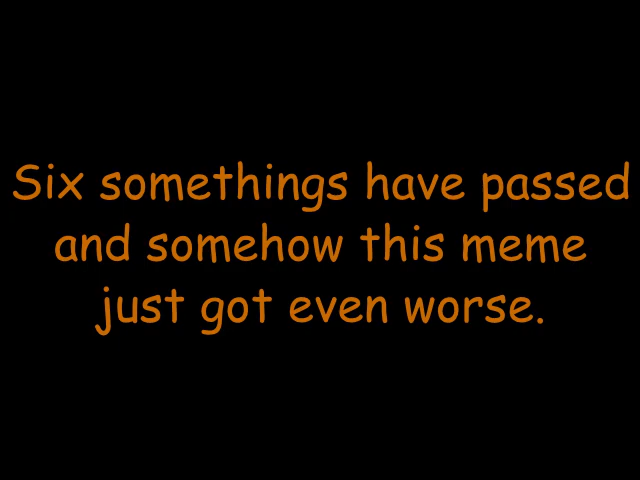 Six somethings have passed
and somehow this meme
just got even worse.